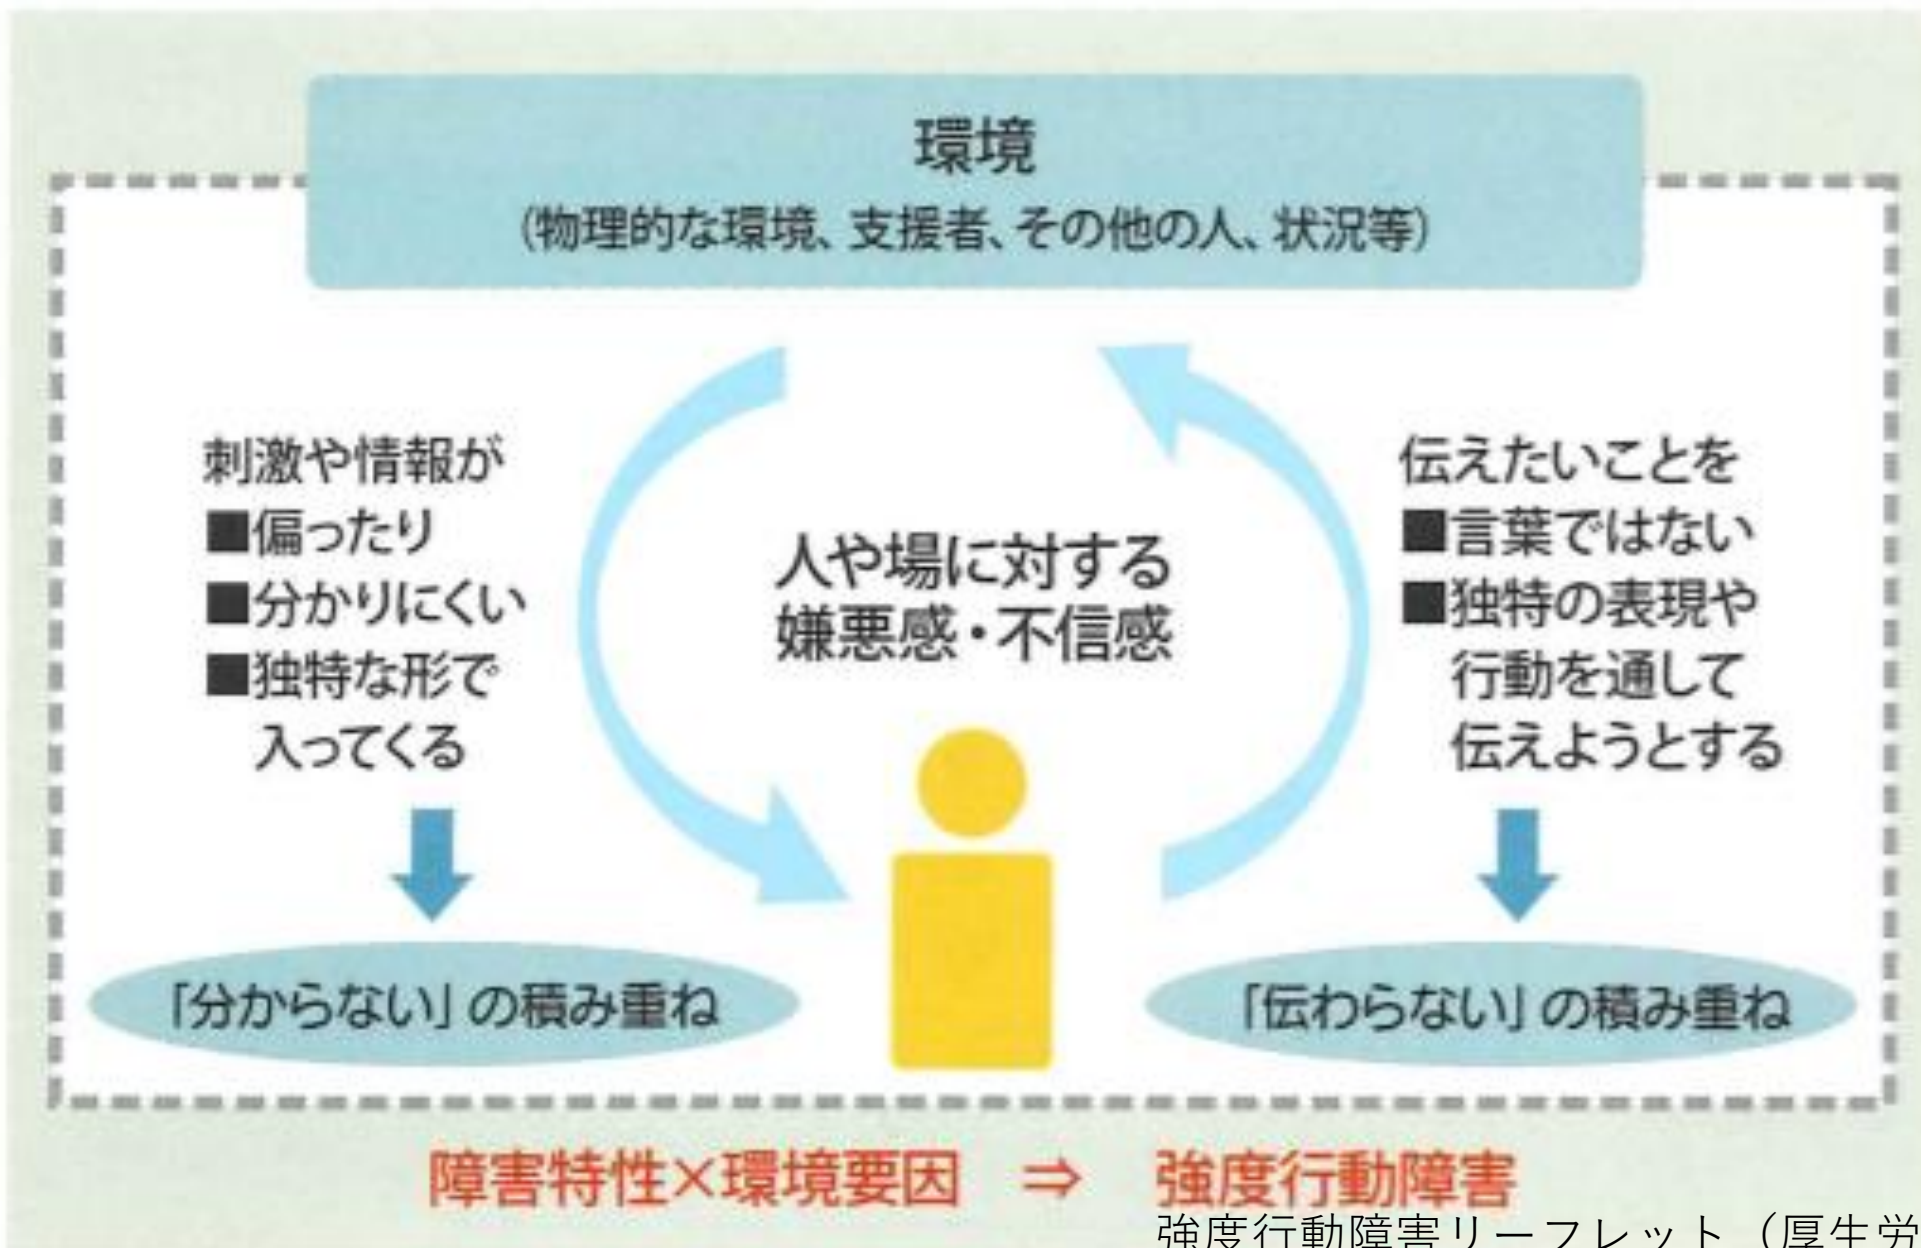 環境
(物理的な環境、支援者、その他の人、状況等)
刺激や情報が
■偏ったり
■分かりにくい
■独特な形で
入ってくる
人や場に対する
嫌悪感・不信感
伝えたいことを
■言葉ではない
■独特の表現や
行動を通して
伝えようとする
「分からない」の積み重ね
「伝わらない」の積み重ね
障害特性×環境要因 ⇒ 強度行動障害
強度行動障害リーフレット（厚生労